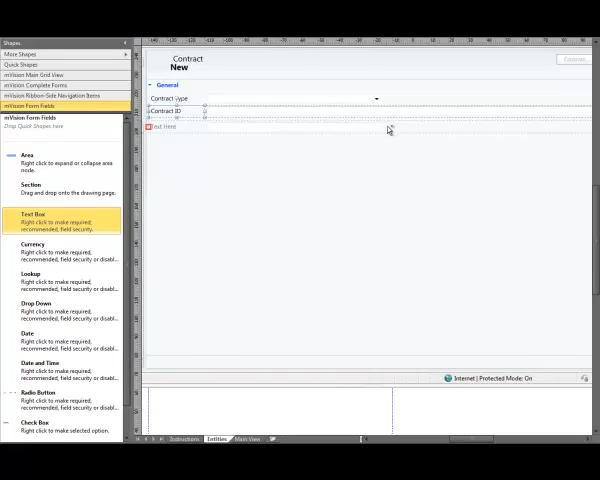 Shapes
More Shapes
Quick Shapes
mVision Main Grid View
mVision Complete Forms
mVision Ribbon-Side Navigation Items
mVision Form Fields
mVision Form Fields
Drop Quick Shapes here
Area
Right click to expand or collapse area
node.
Section
Drag and drop onto the drawing page.
Text Box
Right click to make required,
recommended, field security.
Currency
Right click to make required,
recommended, field security or disabl...
Lookup
Right click to make required,
recommended, field security or disabl...
Drop Down
Right click to make required,
recommended, field security or disabl...
Date
Right click to make required,
recommended, field security or disabl...
Date and Time
Right click to make required,
recommended, field security or disabl...
Radio Button
Right click to make required,
recommended, field security or disabl...
Check Box
Right click to make selected option.
Contract
New
General
Contract Type
Contract ID
Text Here
Internet | Protected Mode: On
Instructions
Entities
Main View